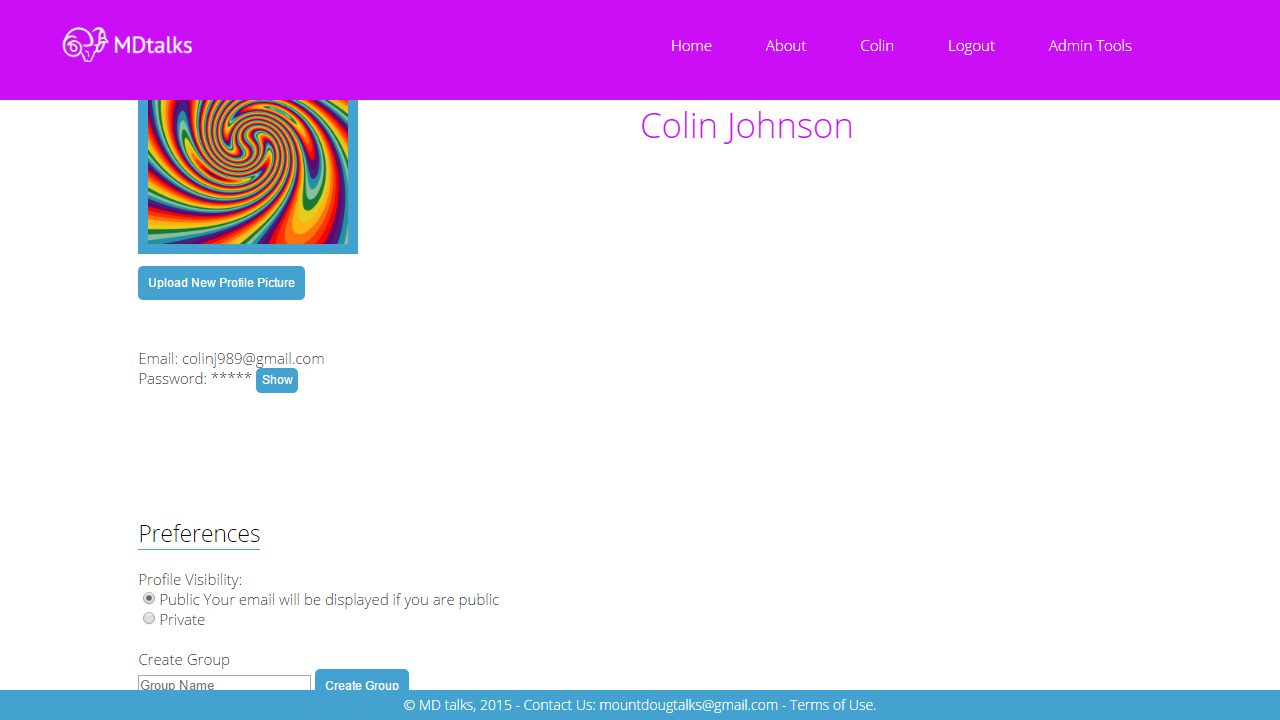 MDtalks
Home About Colin Logout Admin Tools
Colin Johnson
Upload New Profile Picture
Email: colinj989@gmail.com
Password: ***** Show
Preferences
Profile Visibility:
Public Your email will be displayed if you are public
Private
Create Group
Group Name Create Group
© MD talks, 2015 - Contact Us: mountdougtalks@gmail.com - Terms of Use.